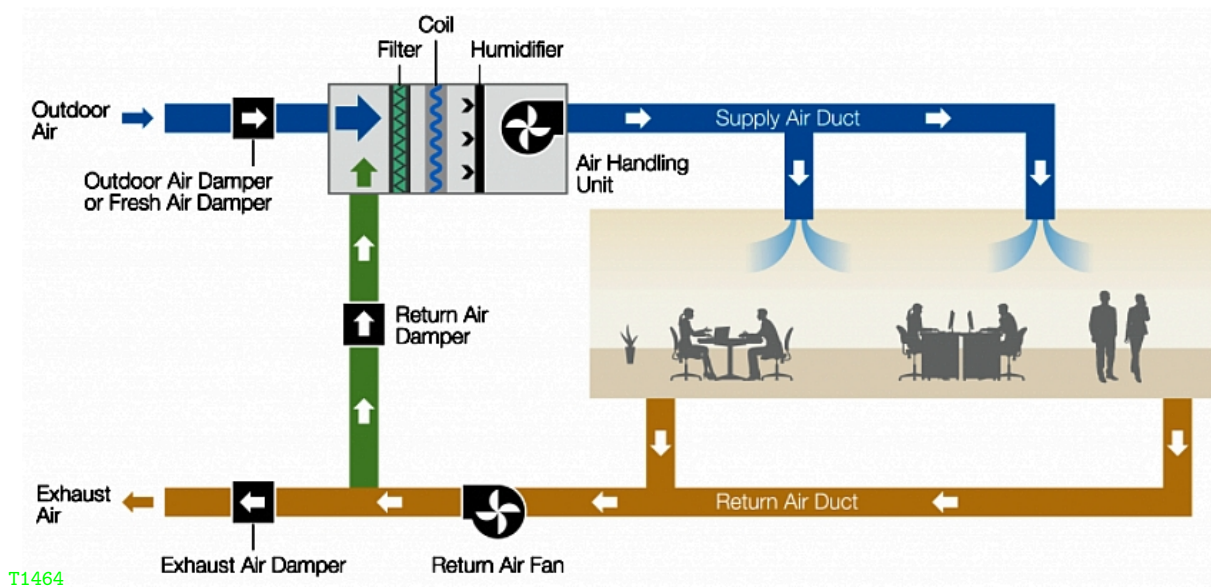 Coil
Filter
Humidifier
Outdoor
Air
Supply Air Duct
Air Handling
Unit
Outdoor Air Damper
or Fresh Air Damper
Return Air
Damper
Exhaust
Air
Return Air Duct
Exhaust Air Damper
Return Air Fan
T1464